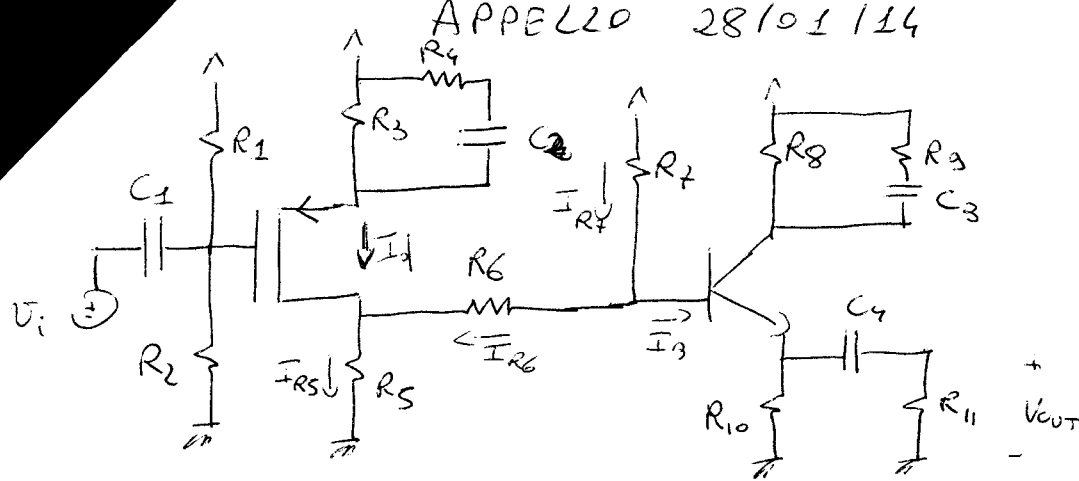 APPELLO 28/01/14
R4
R3
R1
C1
R7
R8
R9
C3
IR7
Id
R6
C4
Vi
R2
IR5
R5
IR6
IB
R10
R11
+
VOUT
-